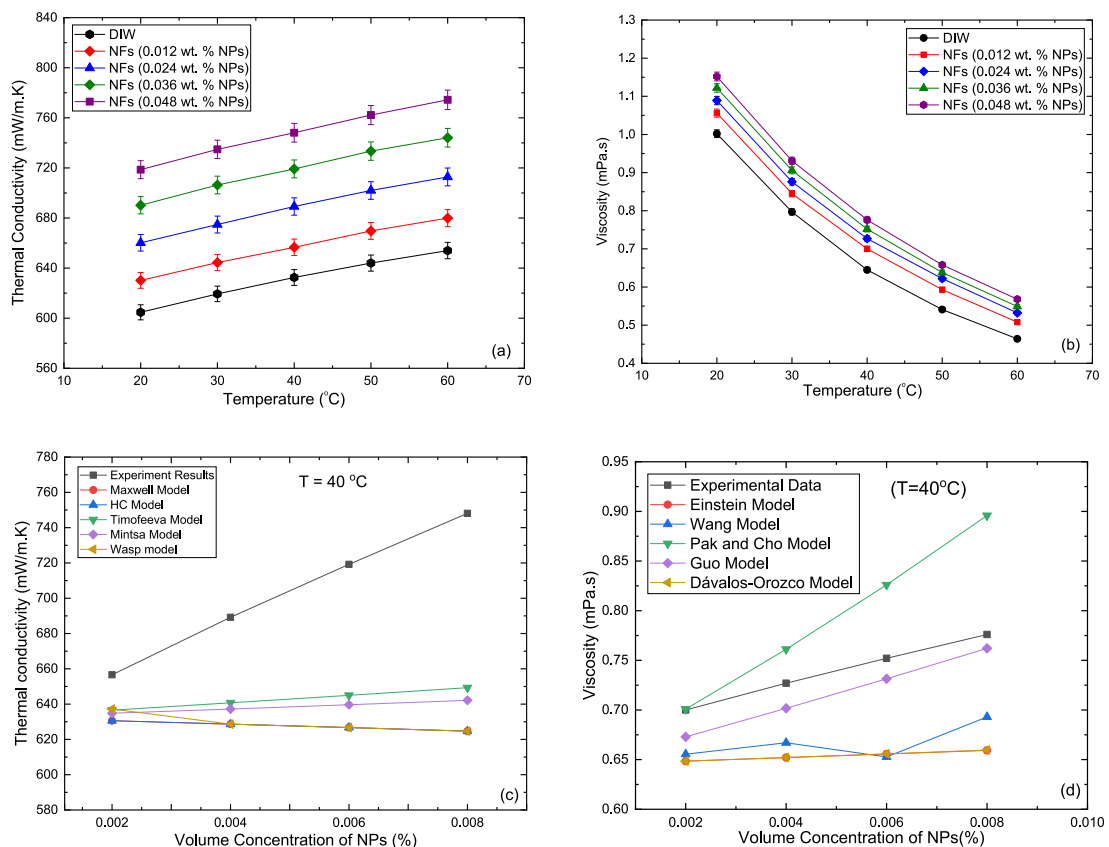 840
800
760
720
680
640
600
560
Thermal Conductivity (mW/m.K)
DIW
NFs (0.012 wt. % NPs)
NFs (0.024 wt. % NPs)
NFs (0.036 wt. % NPs)
NFs (0.048 wt. % NPs)
(a)
10 20 30 40 50 60 70
Temperature (°C)
1.3
1.2
1.1
1.0
0.9
0.8
0.7
0.6
0.5
0.4
Viscosity (mPa.s)
DIW
NFs (0.012 wt. % NPs)
NFs (0.024 wt. % NPs)
NFs (0.036 wt. % NPs)
NFs (0.048 wt. % NPs)
(b)
10 20 30 40 50 60 70
Temperature (°C)
780
760
740
720
700
680
660
640
620
600
580
Thermal conductivity (mW/m.K)
Experiment Results
Maxwell Model
HC Model
Timofeeva Model
Mintsa Model
Wasp model
T = 40 °C
(c)
0.002 0.004 0.006 0.008
Volume Concentration of NPs (%)
0.95
0.90
0.85
0.80
0.75
0.70
0.65
0.60
Viscosity (mPa.s)
Experimental Data
Einstein Model
Wang Model
Pak and Cho Model
Guo Model
Dávalos-Orozco Model
(T=40°C)
(d)
0.002 0.004 0.006 0.008 0.010
Volume Concentration of NPs(%)